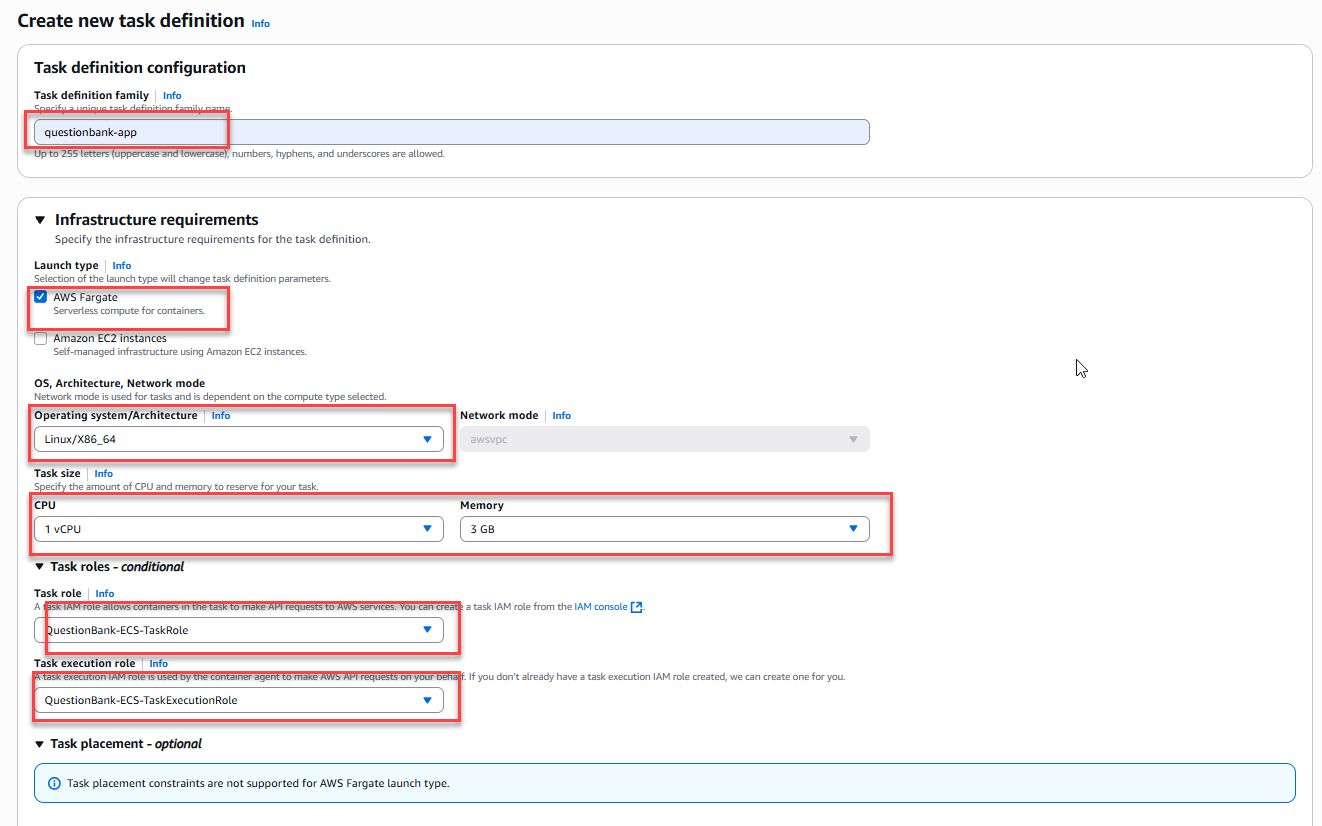 Create new task definition Info
Task definition configuration
Task definition family Info
Specify a unique task definition family name.
questionbank-app
Up to 255 letters (uppercase and lowercase), numbers, hyphens, and underscores are allowed.
Infrastructure requirements
Specify the infrastructure requirements for the task definition.
Launch type Info
Selection of the launch type will change task definition parameters.
AWS Fargate
Serverless compute for containers.
Amazon EC2 instances
Self-managed infrastructure using Amazon EC2 instances.
OS, Architecture, Network mode
Network mode is used for tasks and is dependent on the compute type selected.
Operating system/Architecture Info Network mode Info
Linux/X86_64 awsvpc
Task size Info
Specify the amount of CPU and memory to reserve for your task.
CPU Memory
1 vCPU 3 GB
Task roles - conditional
Task role Info
A task IAM role allows containers in the task to make API requests to AWS services. You can create a task IAM role from the IAM console.
QuestionBank-ECS-TaskRole
Task execution role Info
A task execution IAM role is used by the container agent to make AWS API requests on your behalf. If you don't already have a task execution IAM role created, we can create one for you.
QuestionBank-ECS-TaskExecutionRole
Task placement - optional
Task placement constraints are not supported for AWS Fargate launch type.